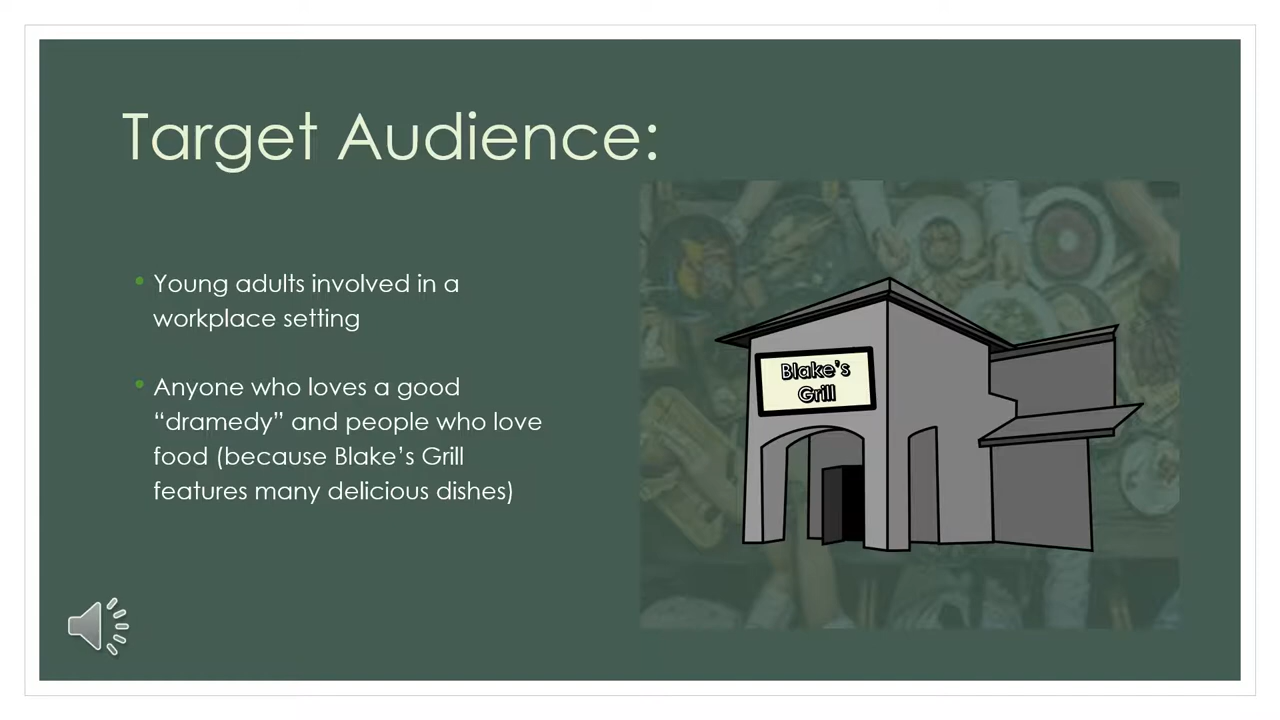 Target Audience:
Young adults involved in a
workplace setting
Anyone who loves a good
“dramedy” and people who love
food (because Blake’s Grill
features many delicious dishes)
Blake's
Grill